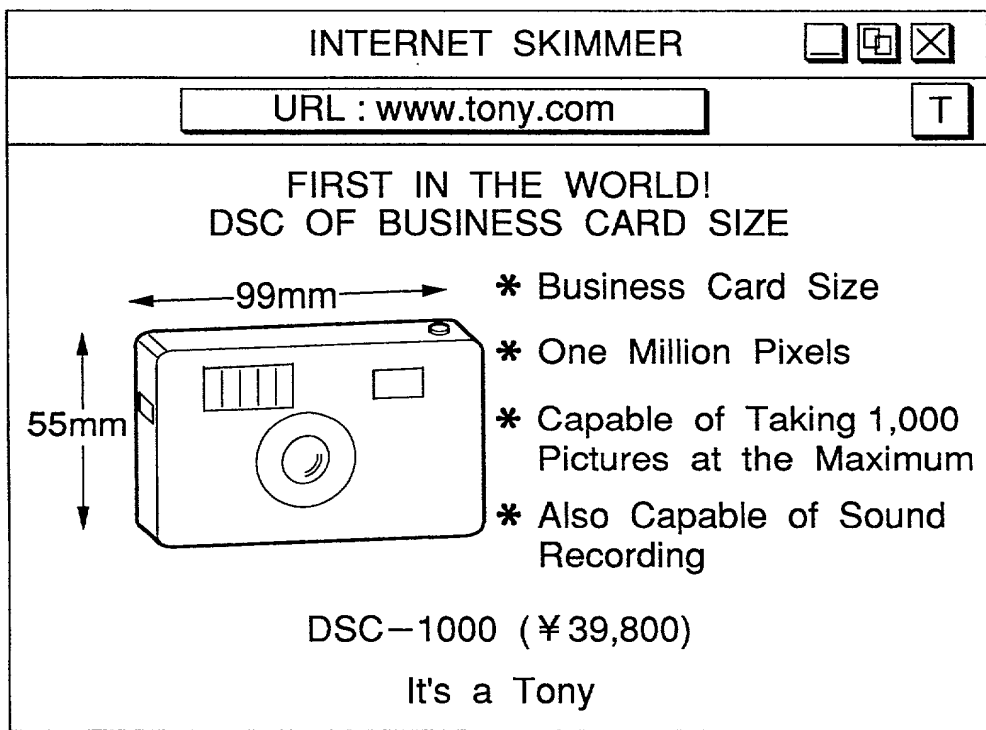 INTERNET SKIMMER
URL : www.tony.com
T
FIRST IN THE WORLD!
DSC OF BUSINESS CARD SIZE
99mm
55mm
* Business Card Size
* One Million Pixels
* Capable of Taking 1,000
Pictures at the Maximum
* Also Capable of Sound
Recording
DSC-1000 (¥39,800)
It's a Tony